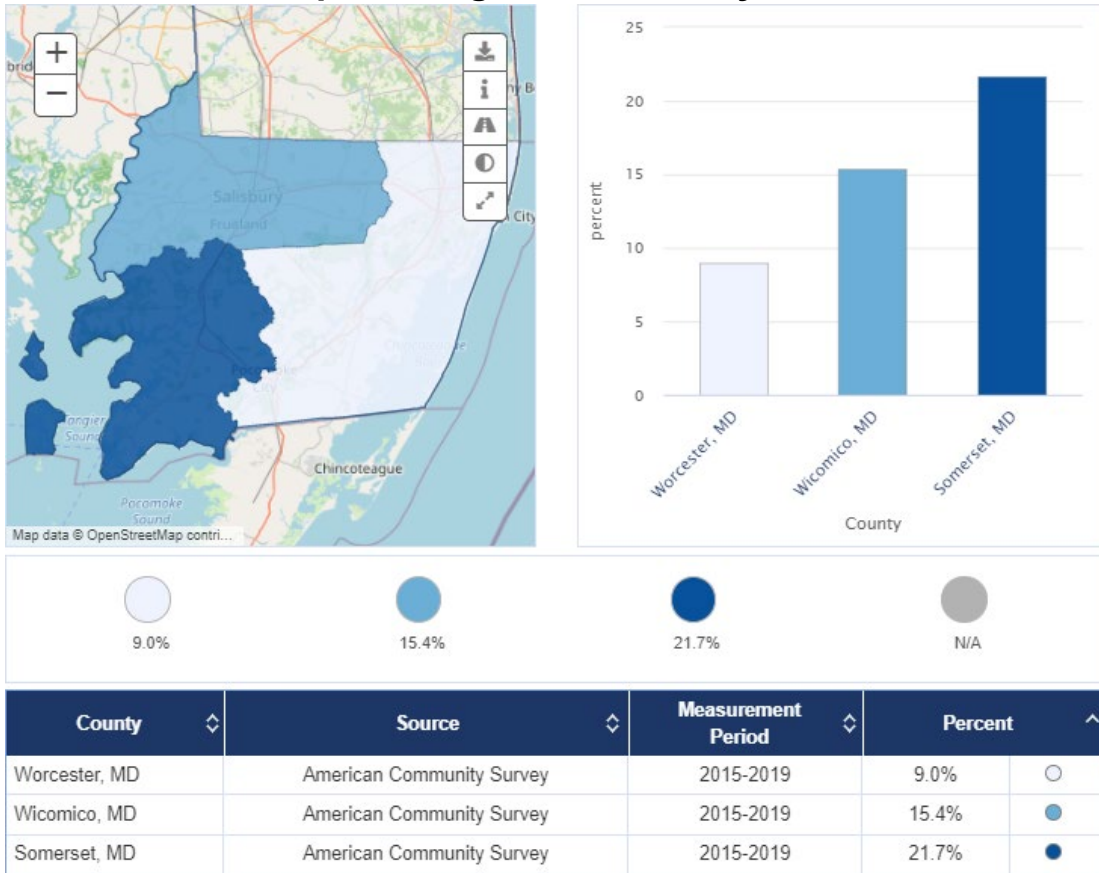 +
−
Salisbury
Fruitland
Pocomoke
City
Tangier
Sound
Chincoteague
Pocomoke
Sound
Map data © OpenStreetMap contri...
25
20
15
10
5
0
percent
Worcester, MD
Wicomico, MD
Somerset, MD
County
9.0%
15.4%
21.7%
N/A
County
Source
Measurement
Period
Percent
Worcester, MD American Community Survey 2015-2019 9.0%
Wicomico, MD American Community Survey 2015-2019 15.4%
Somerset, MD American Community Survey 2015-2019 21.7%